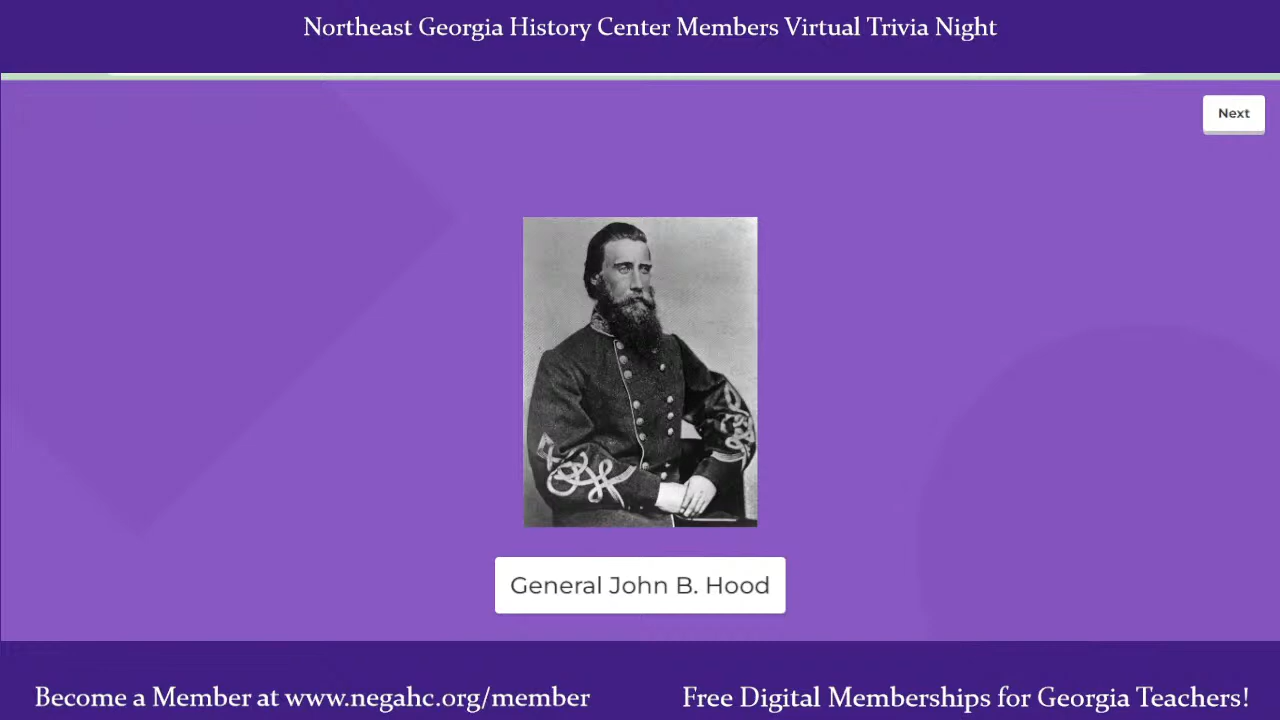 Northeast Georgia History Center Members Virtual Trivia Night
Next
General John B. Hood
Become a Member at www.negahc.org/member
Free Digital Memberships for Georgia Teachers!